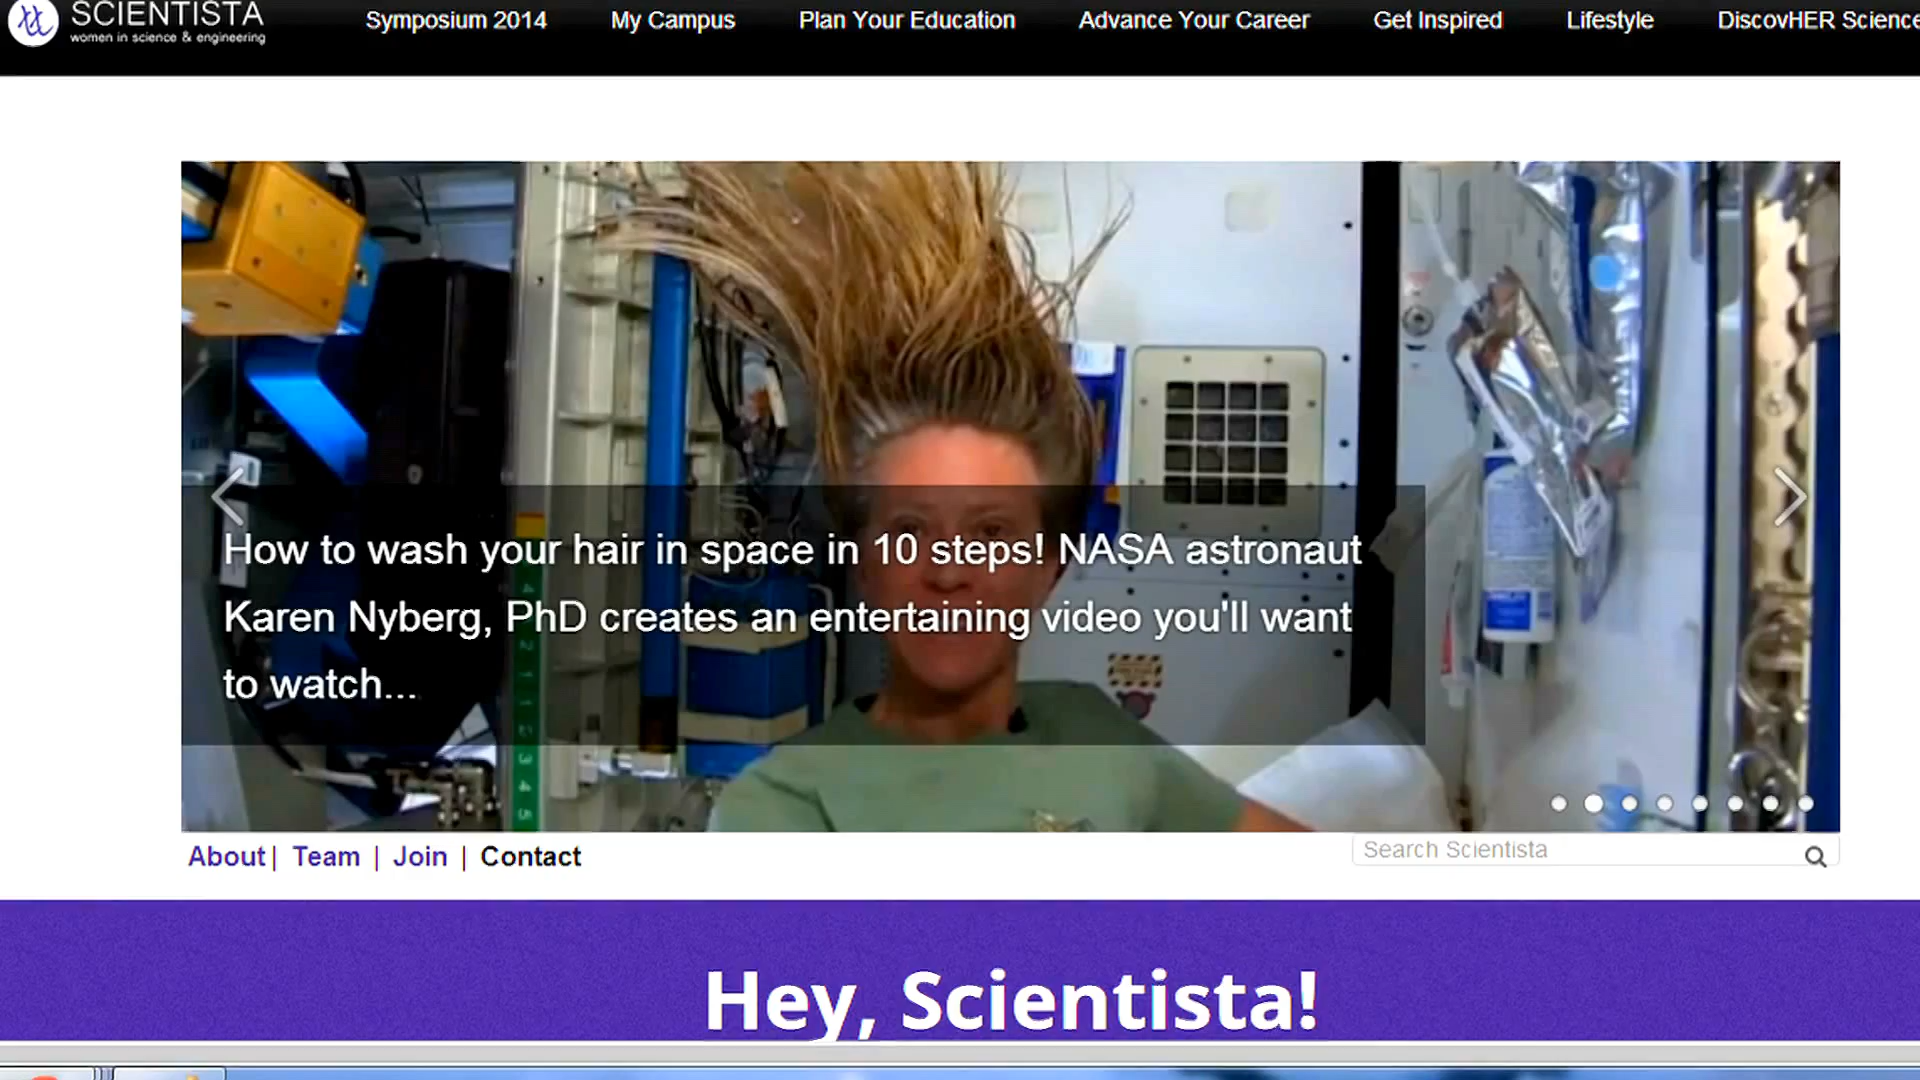 SCIENTISTA
women in science & engineering
Symposium 2014 My Campus Plan Your Education Advance Your Career Get Inspired Lifestyle DiscovHER Science
How to wash your hair in space in 10 steps! NASA astronaut
Karen Nyberg, PhD creates an entertaining video you'll want
to watch...
About | Team | Join | Contact
Search Scientista
Hey, Scientista!